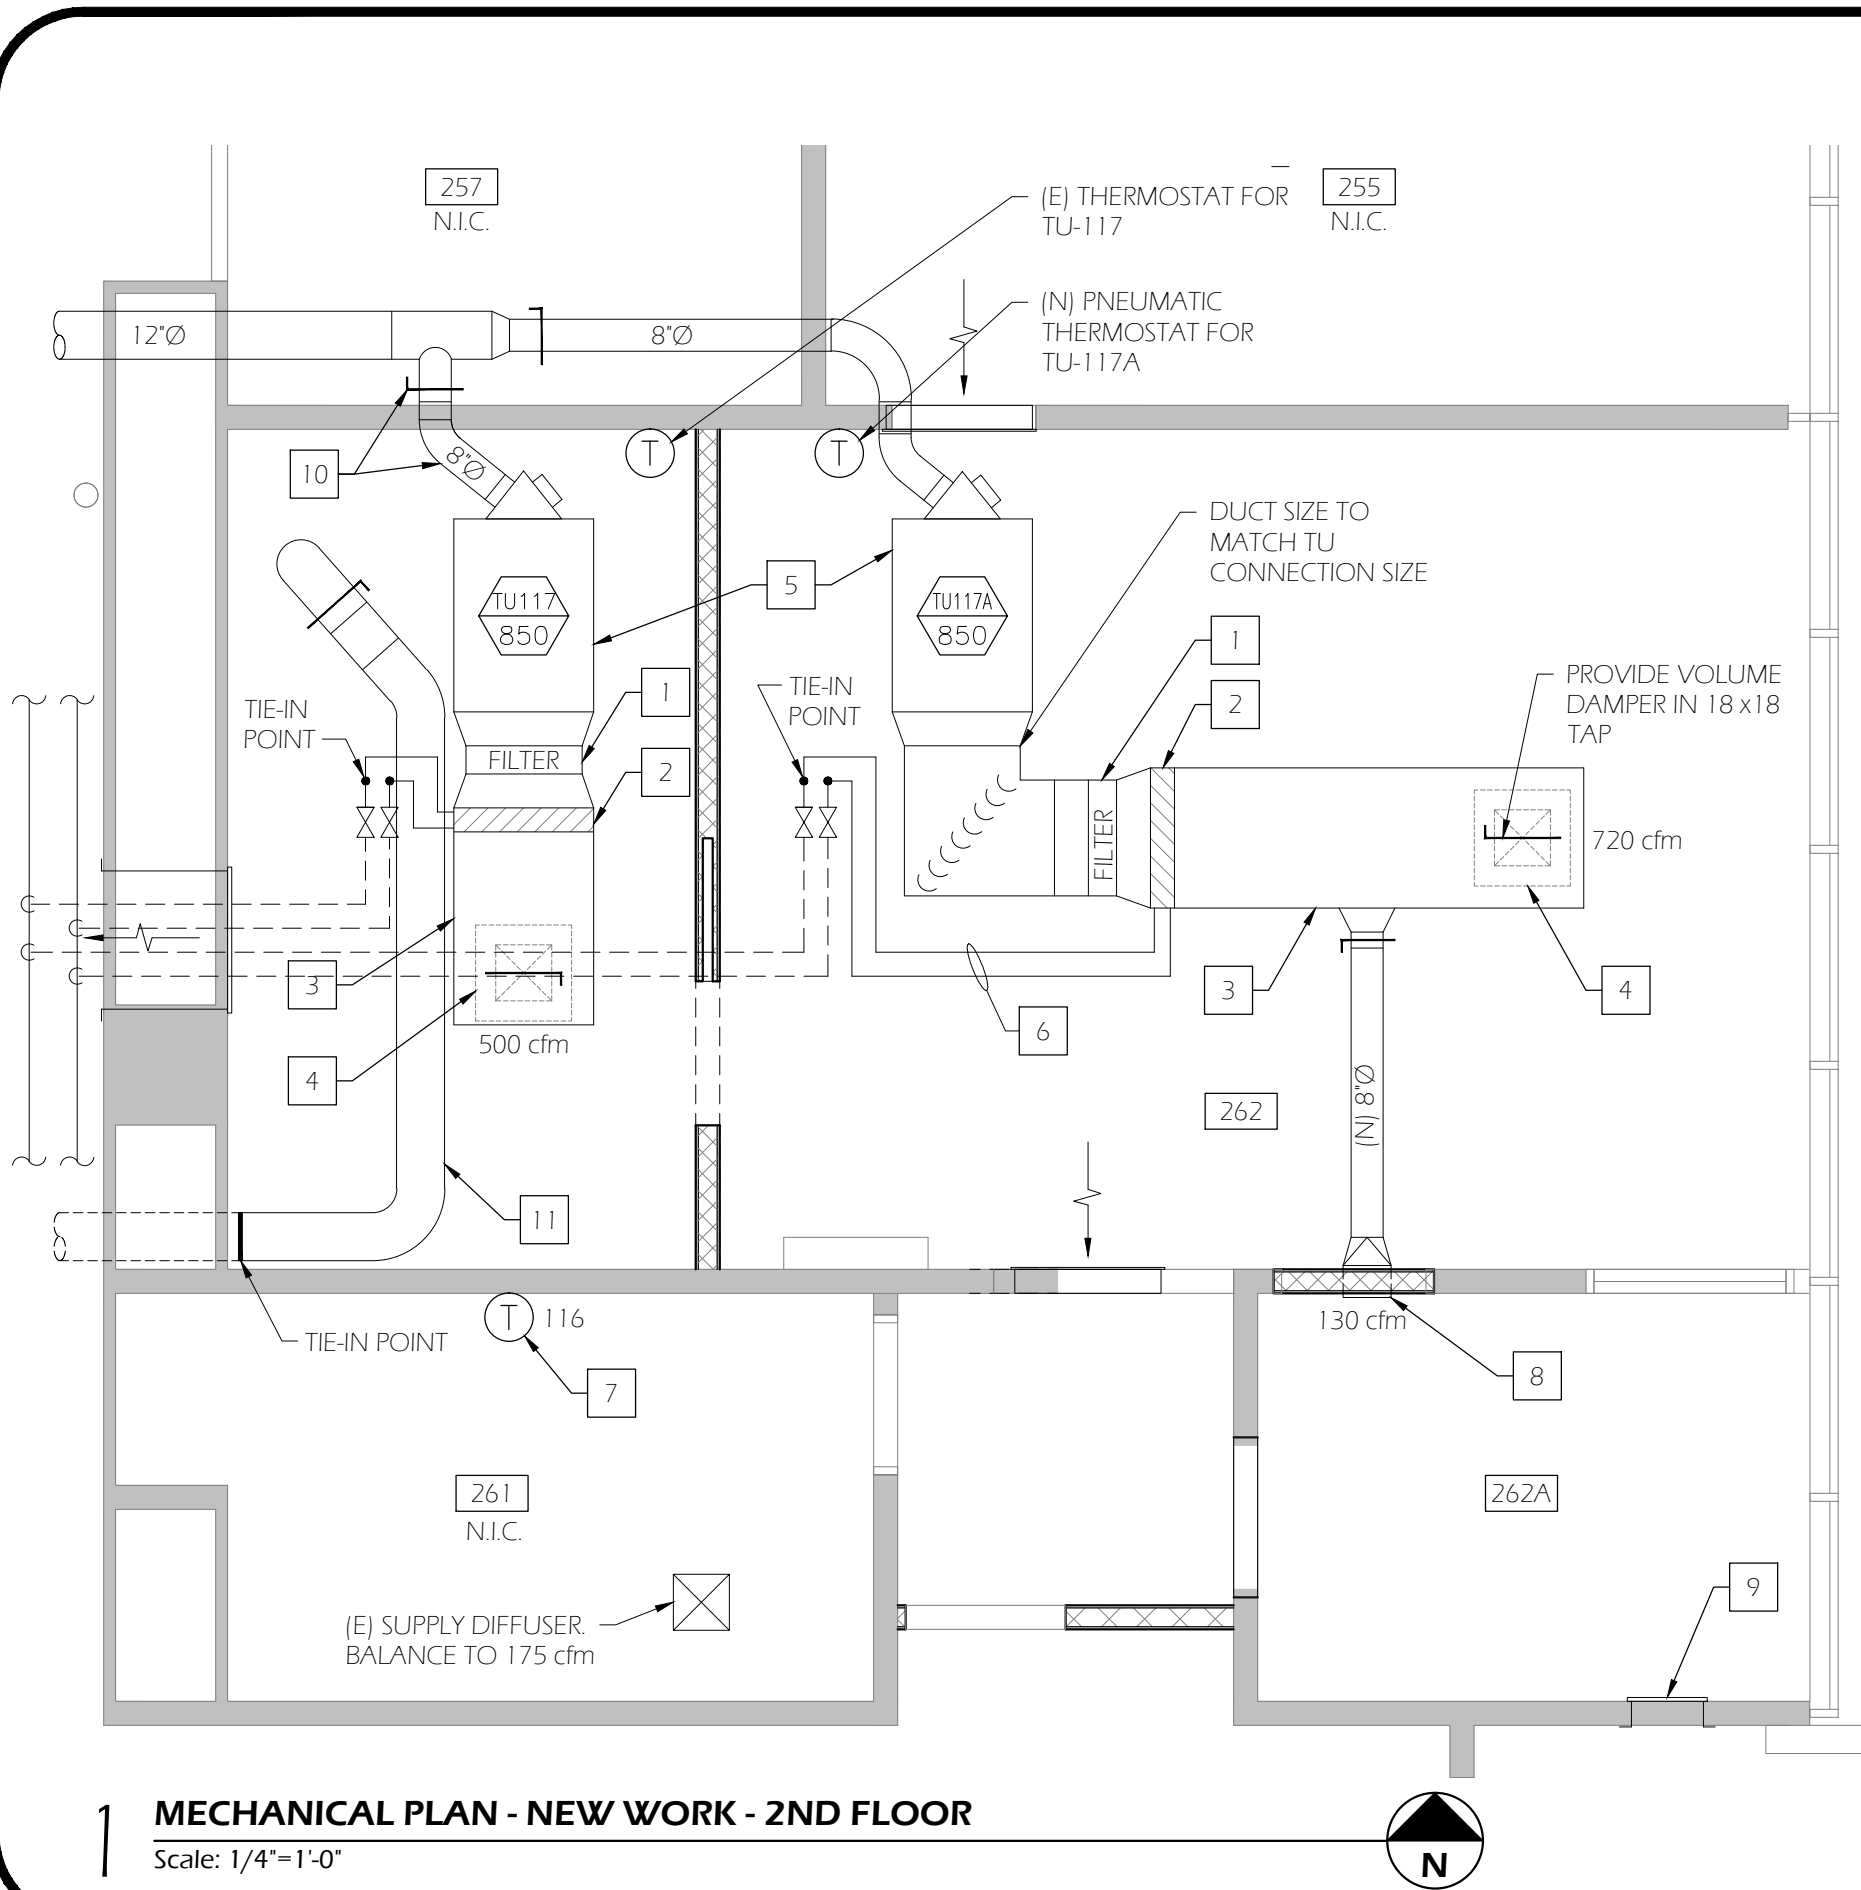 257
N.I.C.
(E) THERMOSTAT FOR
TU-117
255
N.I.C.
(N) PNEUMATIC
THERMOSTAT FOR
TU-117A
12"Ø
8"Ø
T
T
10
8"Ø
DUCT SIZE TO
MATCH TU
CONNECTION SIZE
5
TU117
850
TU117A
850
1
1
2
PROVIDE VOLUME
DAMPER IN 18 x18
TAP
TIE-IN
POINT
TIE-IN
POINT
FILTER
2
FILTER
720 cfm
3
3
4
6
500 cfm
4
262
(N) 8"Ø
11
T
116
130 cfm
TIE-IN POINT
7
8
261
N.I.C.
262A
9
(E) SUPPLY DIFFUSER.
BALANCE TO 175 cfm
1
MECHANICAL PLAN - NEW WORK - 2ND FLOOR
Scale: 1/4"=1'-0"
N